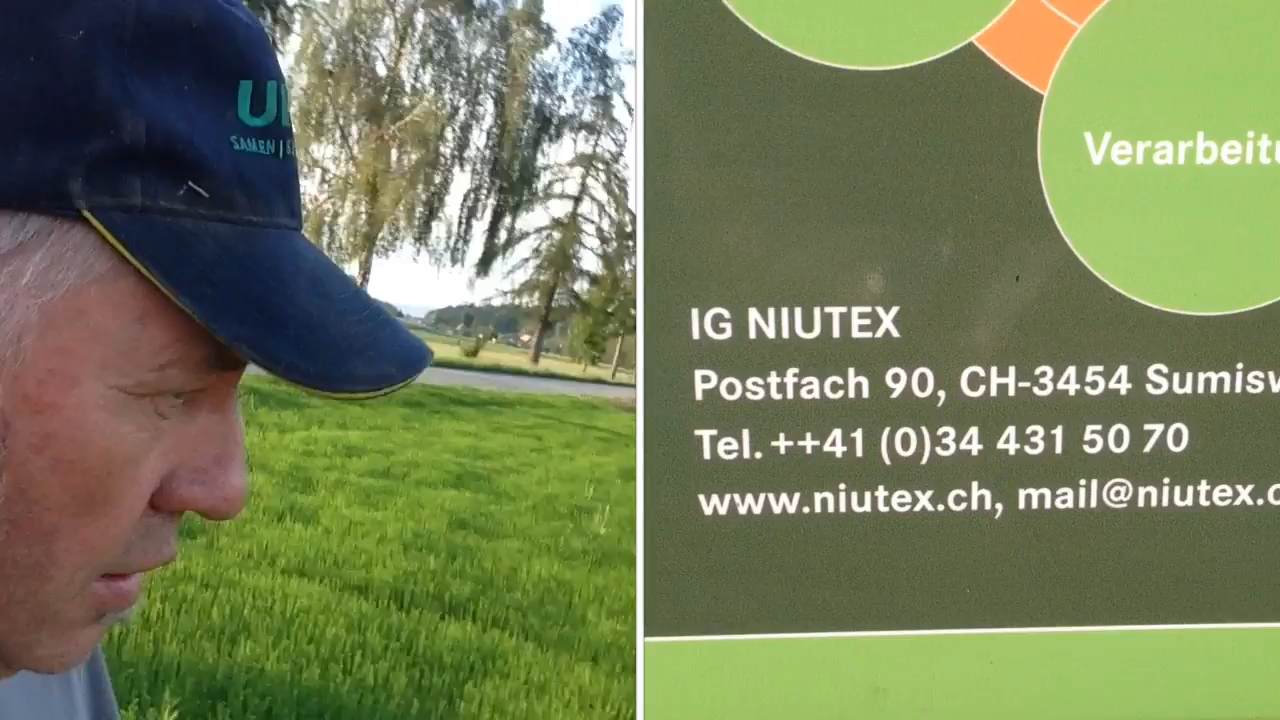 SAMEN |
Verarbeitu
IG NIUTEX
Postfach 90, CH-3454 Sumisw
Tel. ++41 (0)34 431 50 70
www.niutex.ch, mail@niutex.c